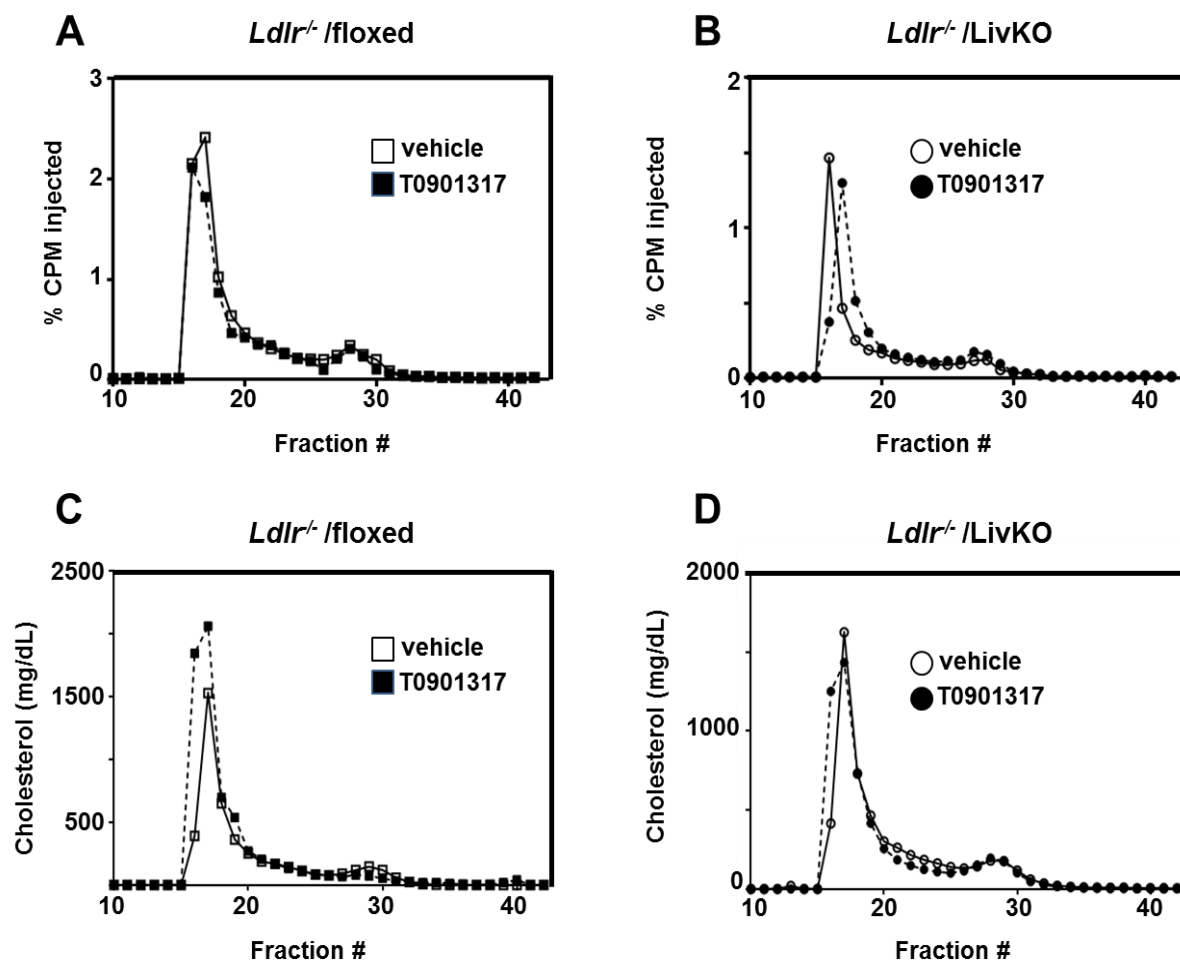 A
Ldlr-/- /floxed
3
2
1
0
% CPM injected
vehicle
T0901317
10 20 30 40
Fraction #
B
Ldlr-/- /LivKO
2
1
0
% CPM injected
vehicle
T0901317
10 20 30 40
Fraction #
C
Ldlr-/- /floxed
2500
1500
500
Cholesterol (mg/dL)
vehicle
T0901317
10 20 30 40
Fraction #
D
Ldlr-/- /LivKO
2000
1000
0
Cholesterol (mg/dL)
vehicle
T0901317
10 20 30 40
Fraction #